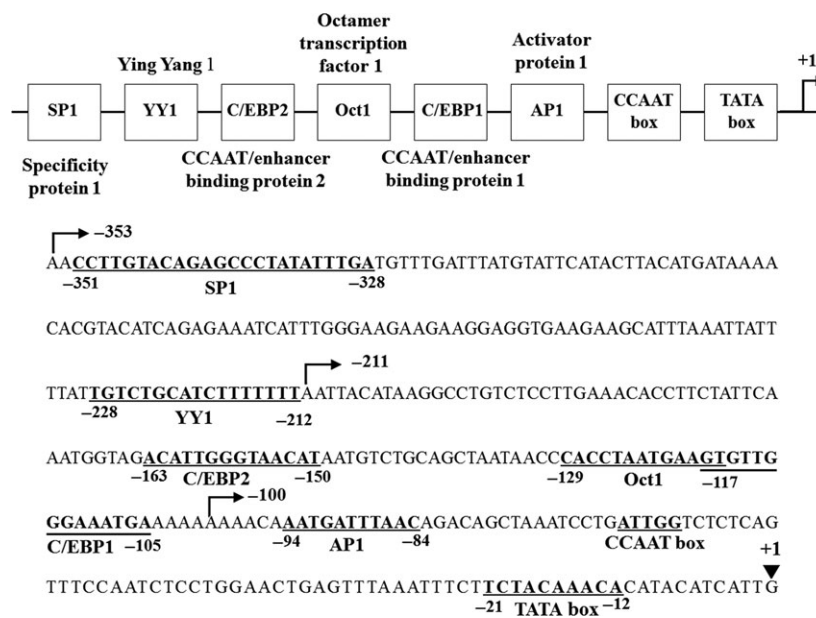 Octamer
transcription
factor 1
Activator
protein 1
Ying Yang 1
+1
SP1 YY1 C/EBP2 Oct1 C/EBP1 AP1 CCAAT box TATA box
Specificity
protein 1
CCAAT/enhancer
binding protein 2
CCAAT/enhancer
binding protein 1
–353
AACCTTGTACAGAGCCCTATATTTGATGTTTGATTTATGTATTCATACTTACATGATAAAA
–351 SP1 –328
CACGTACATCAGAGAAATCATTTGGGAAGAAGAAGGAGGTGAAGAAGCATTTAAATTATT
–211
TTATTGTCTGCATCTTTTTTTAATTACATAAGGCCTGTCTCCTTGAAACACCTTCTATTCA
–228 YY1 –212
AATGGTAGACATTGGGTAACATAATGTCTGCAGCTAATAACCCACCTAATGAAGTGTTG
–163 C/EBP2 –150 –129 Oct1 –117
–100
GGAAATGAAAAAAAAAACAAATGATTTAACAGACAGCTAAATCCTGATTGGTCTCTCAG
C/EBP1 –105 –94 AP1 –84 CCAAT box
+1
TTTCCAATCTCCTGGAACTGAGTTTAAATTTCTTCTACAAACACATACATCATTG
–21 TATA box –12